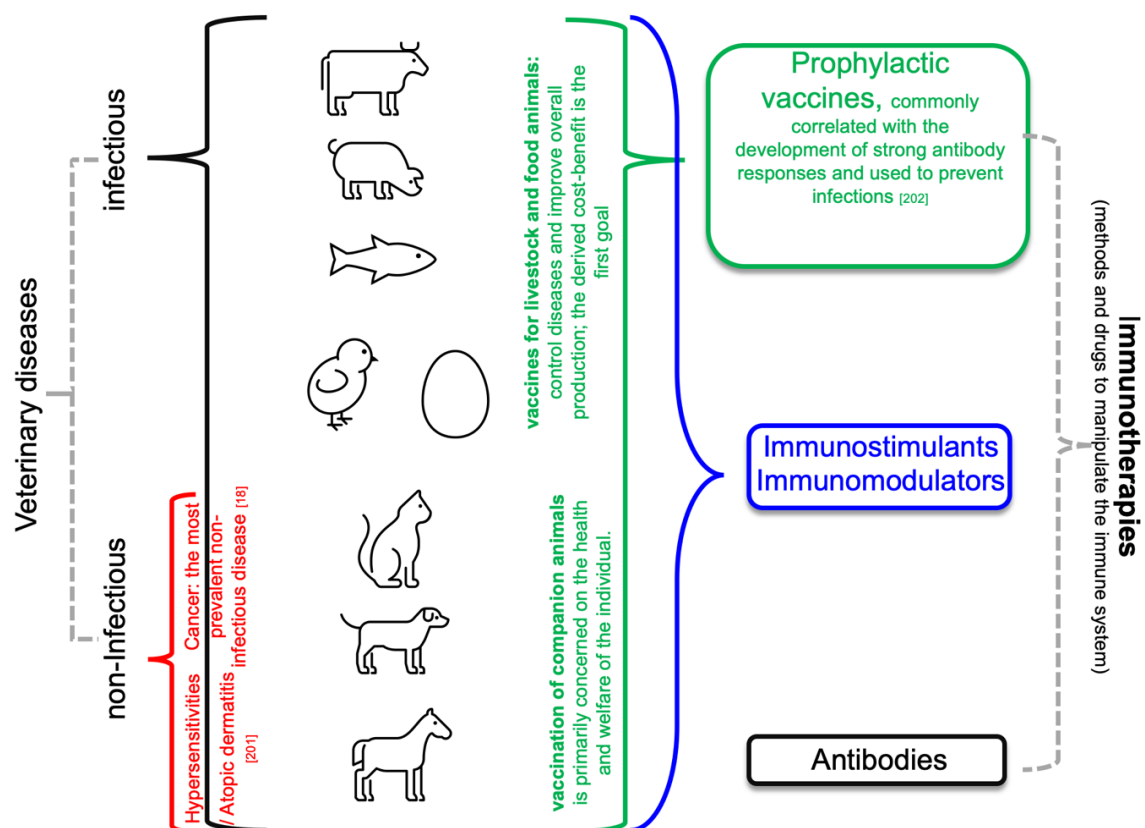 Veterinary diseases
infectious
non-Infectious
Cancer: the most
prevalent non-
infectious disease [18]
Hypersensitivities
/ Atopic dermatitis
[201]
vaccines for livestock and food animals:
control diseases and improve overall
production; the derived cost-benefit is the
first goal
vaccination of companion animals
is primarily concerned on the health
and welfare of the individual.
Prophylactic
vaccines, commonly
correlated with the
development of strong antibody
responses and used to prevent
infections [202]
Immunostimulants
Immunomodulators
Antibodies
Immunotherapies
(methods and drugs to manipulate the immune system)